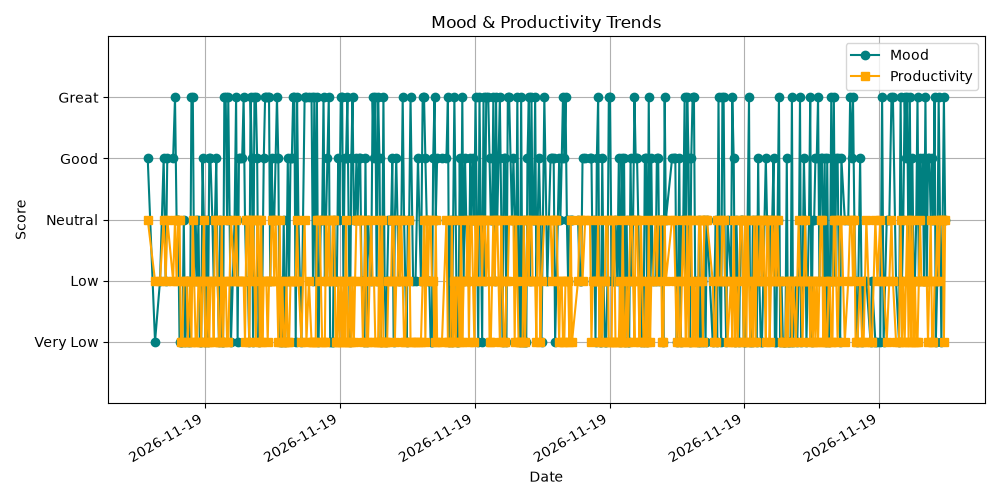 Mood & Productivity Trends
Mood
Productivity
Great
Good
Neutral
Low
Very Low
Score
2026-11-19
2026-11-19
2026-11-19
2026-11-19
2026-11-19
2026-11-19
Date